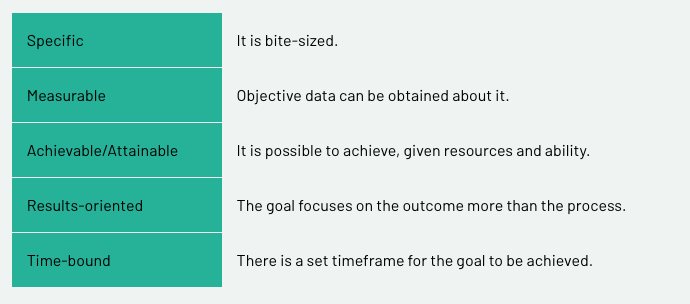 Specific It is bite-sized.
Measurable Objective data can be obtained about it.
Achievable/Attainable It is possible to achieve, given resources and ability.
Results-oriented The goal focuses on the outcome more than the process.
Time-bound There is a set timeframe for the goal to be achieved.